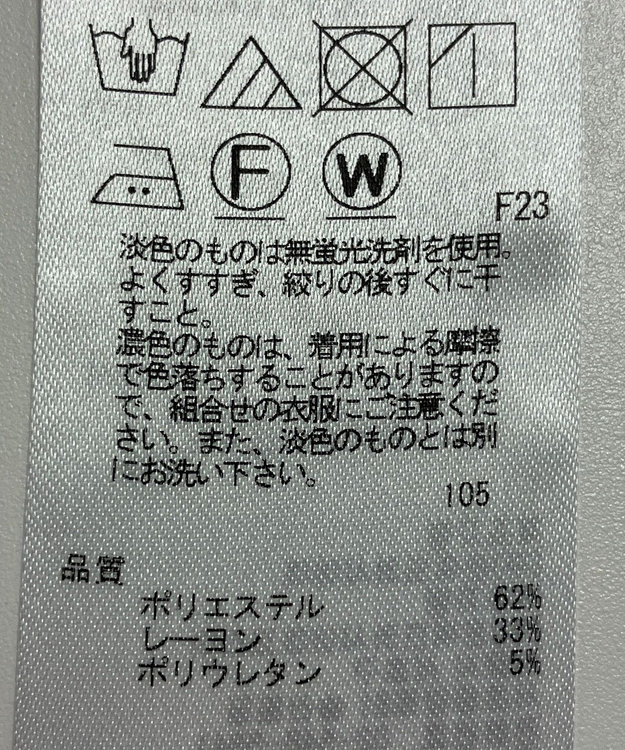 F W
F23
淡色のものは無蛍光洗剤を使用。
よくすすぎ、絞りの後すぐに干
すこと。
濃色のものは、着用による摩擦
で色落ちすることがありますの
で、組合せの衣服にご注意くだ
さい。また、淡色のものとは別
にお洗い下さい。
105
品質
ポリエステル 62%
レーヨン 33%
ポリウレタン 5%